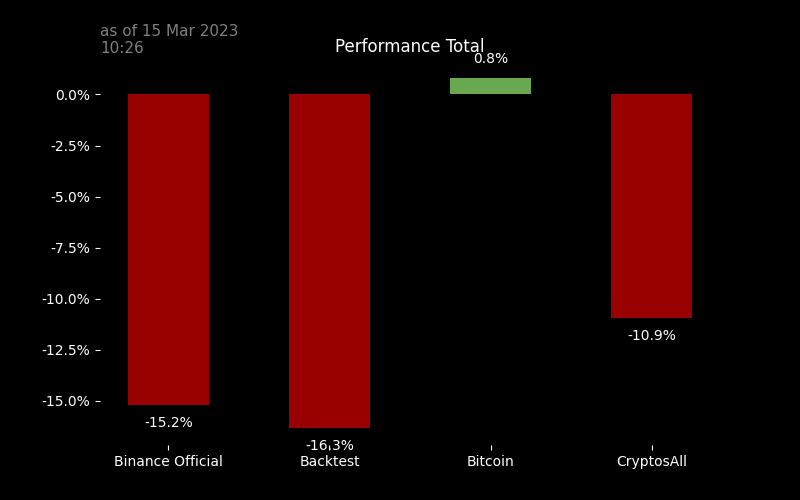 as of 15 Mar 2023
10:26
Performance Total
0.8%
0.0%
-2.5%
-5.0%
-7.5%
-10.0%
-12.5%
-15.0%
-10.9%
-15.2%
-16.3%
Binance Official
Backtest
Bitcoin
CryptosAll